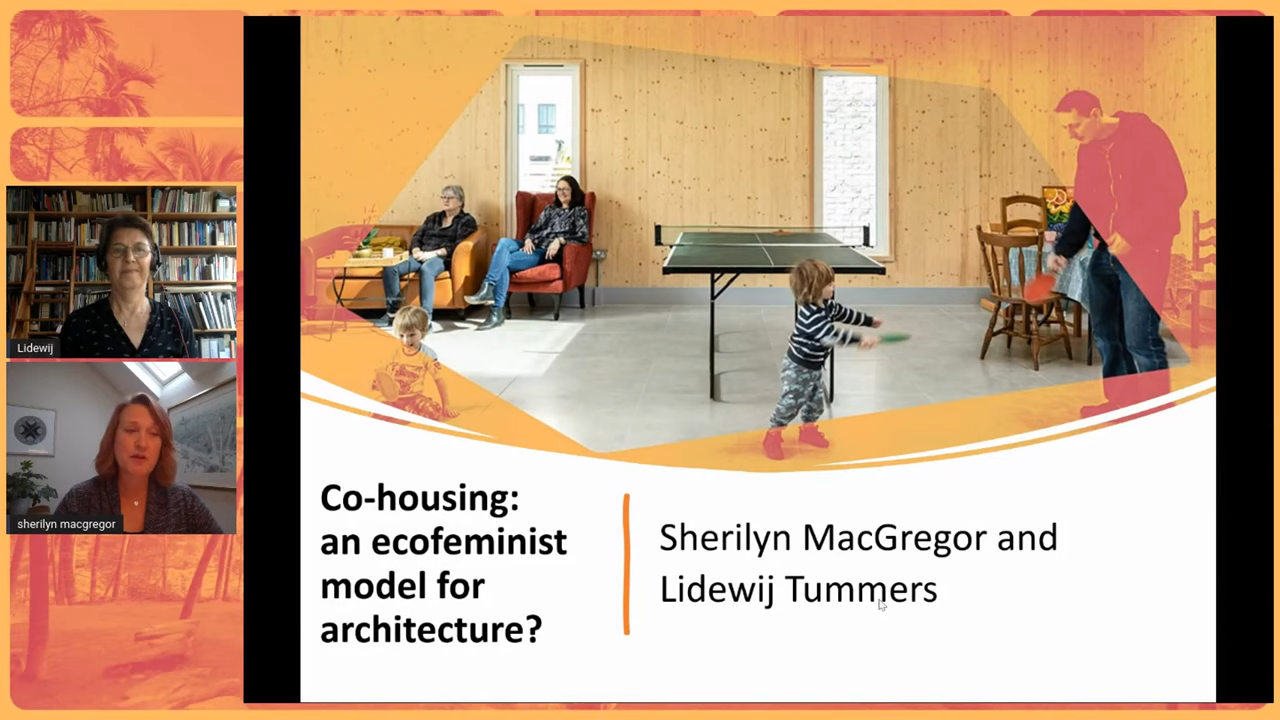 Lidewij
sherilyn macgregor
Co-housing:
an ecofeminist
model for
architecture?
Sherilyn MacGregor and
Lidewij Tummers